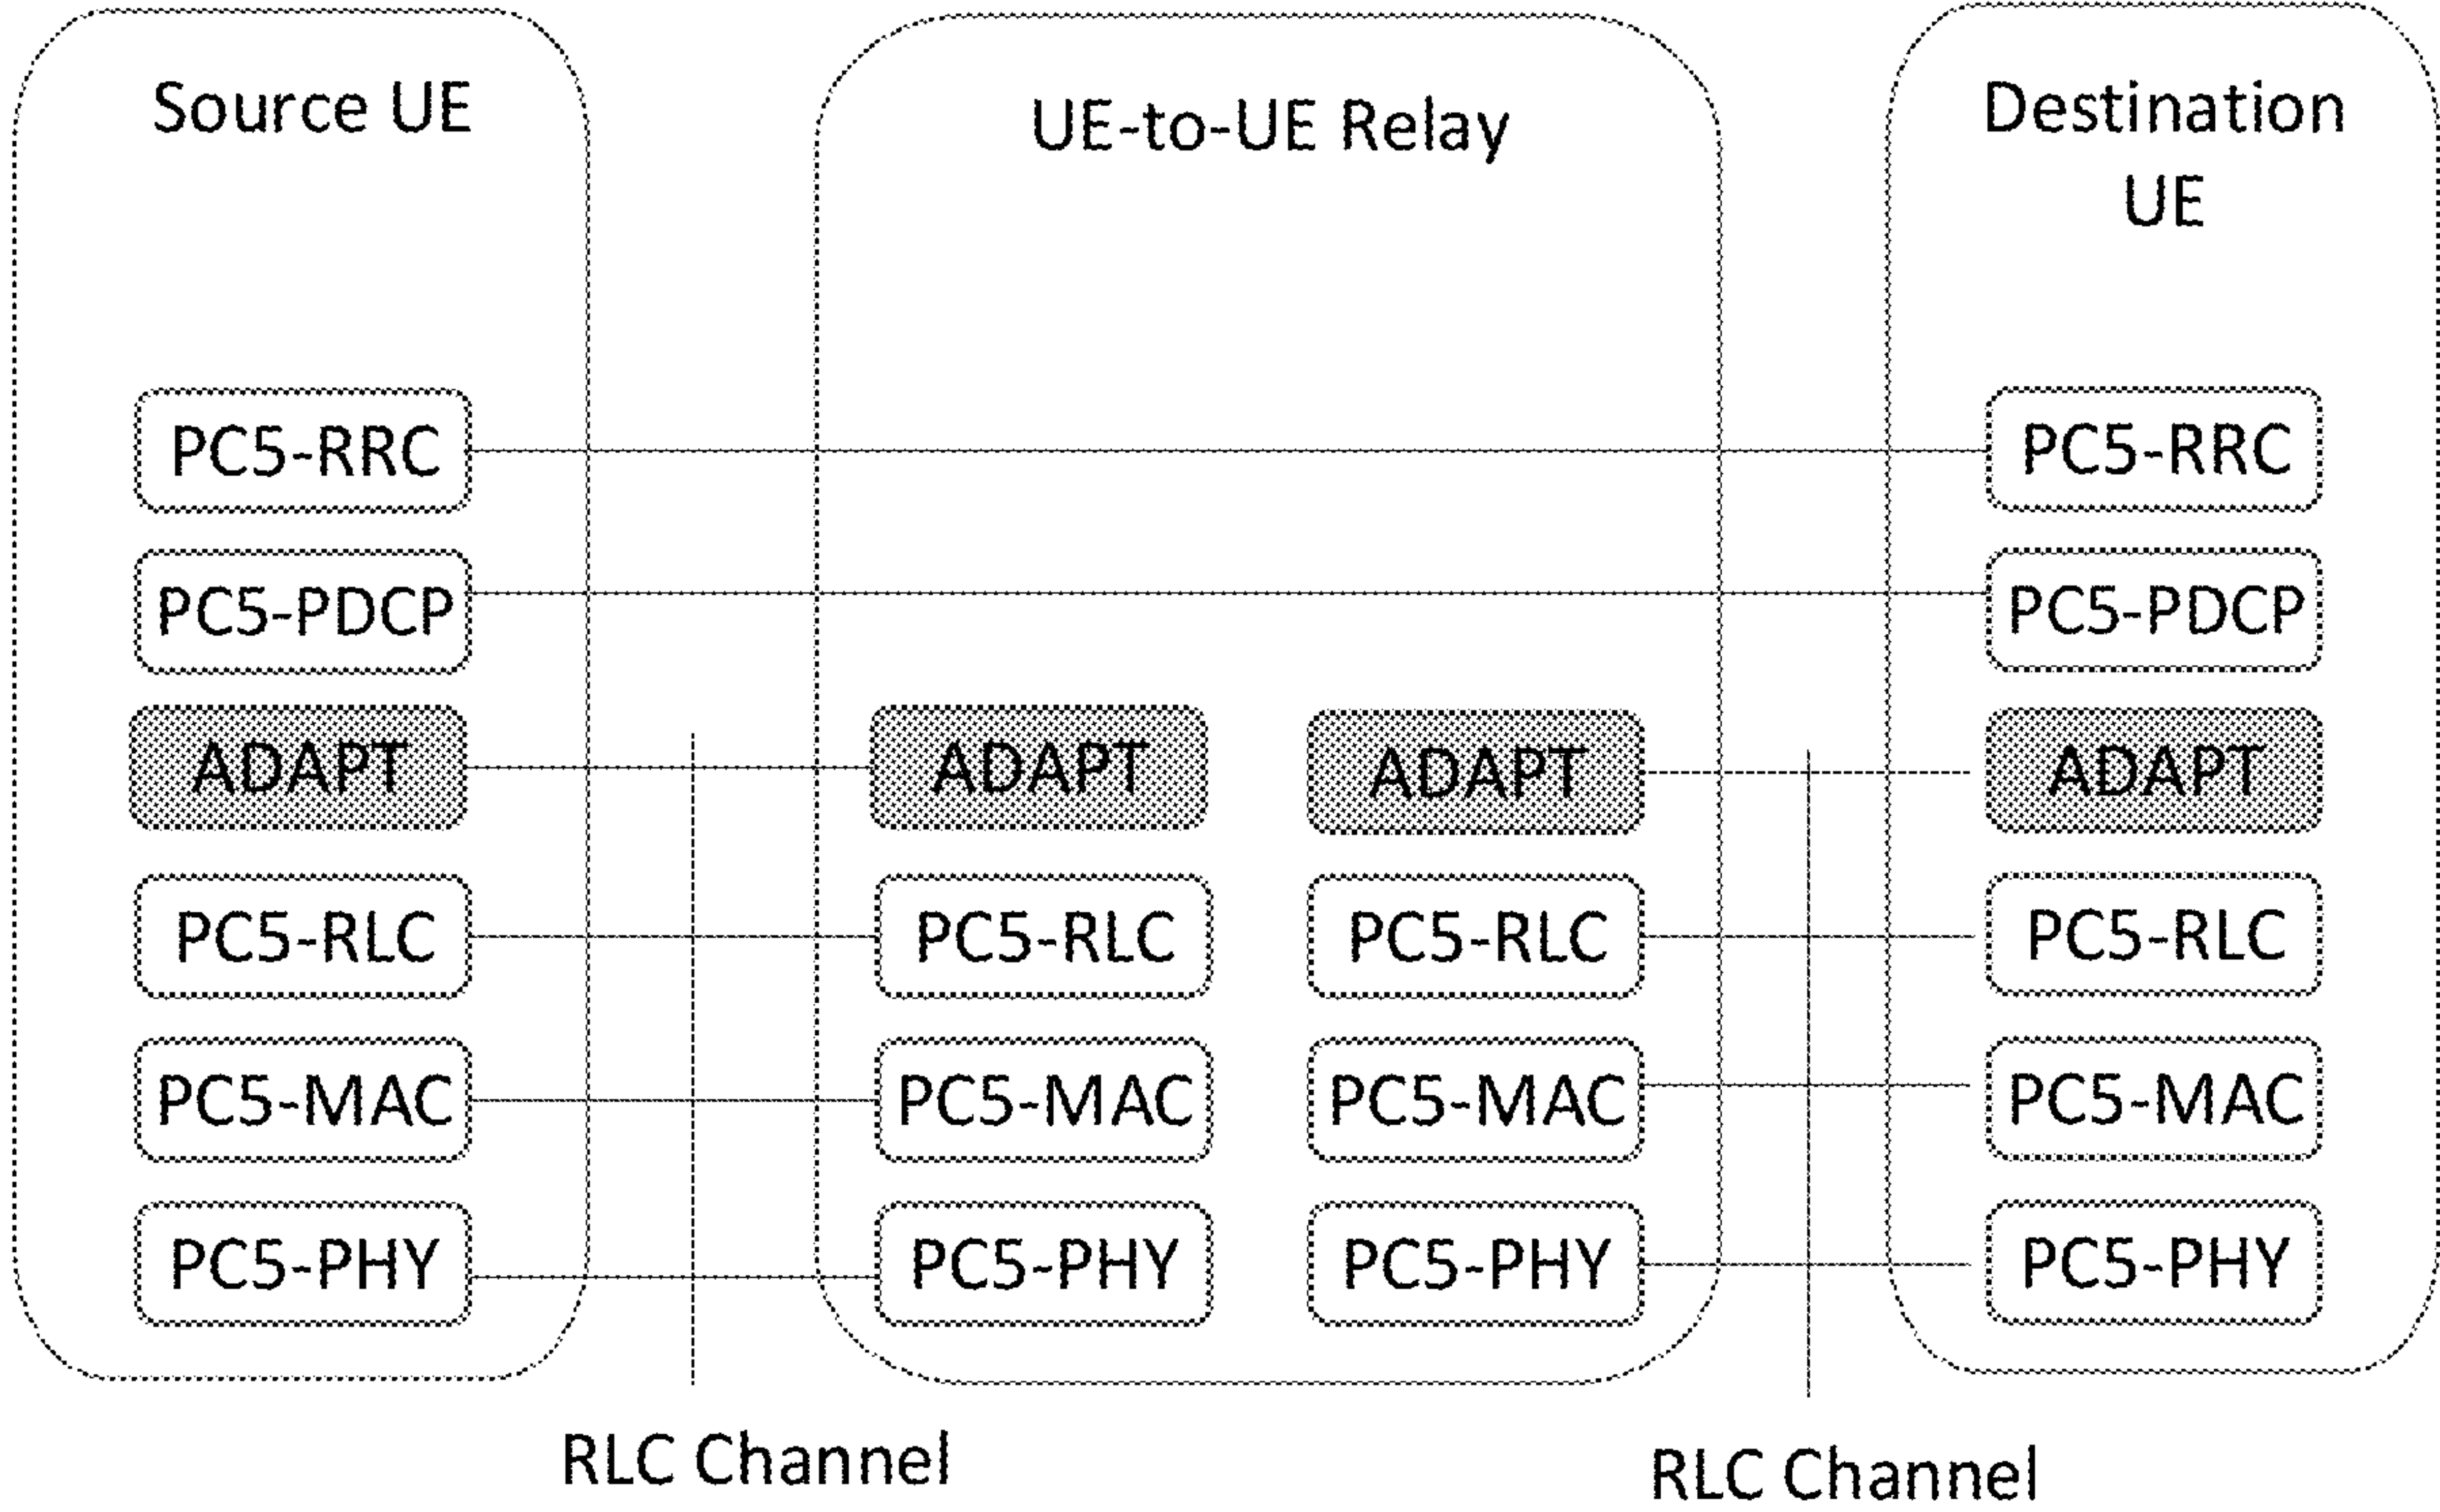 Source UE
UE-to-UE Relay
Destination
UE
PC5-RRC
PC5-RRC
PC5-PDCP
PC5-PDCP
ADAPT
ADAPT
ADAPT
ADAPT
PC5-RLC
PC5-RLC
PC5-RLC
PC5-RLC
PC5-MAC
PC5-MAC
PC5-MAC
PC5-MAC
PC5-PHY
PC5-PHY
PC5-PHY
PC5-PHY
RLC Channel
RLC Channel